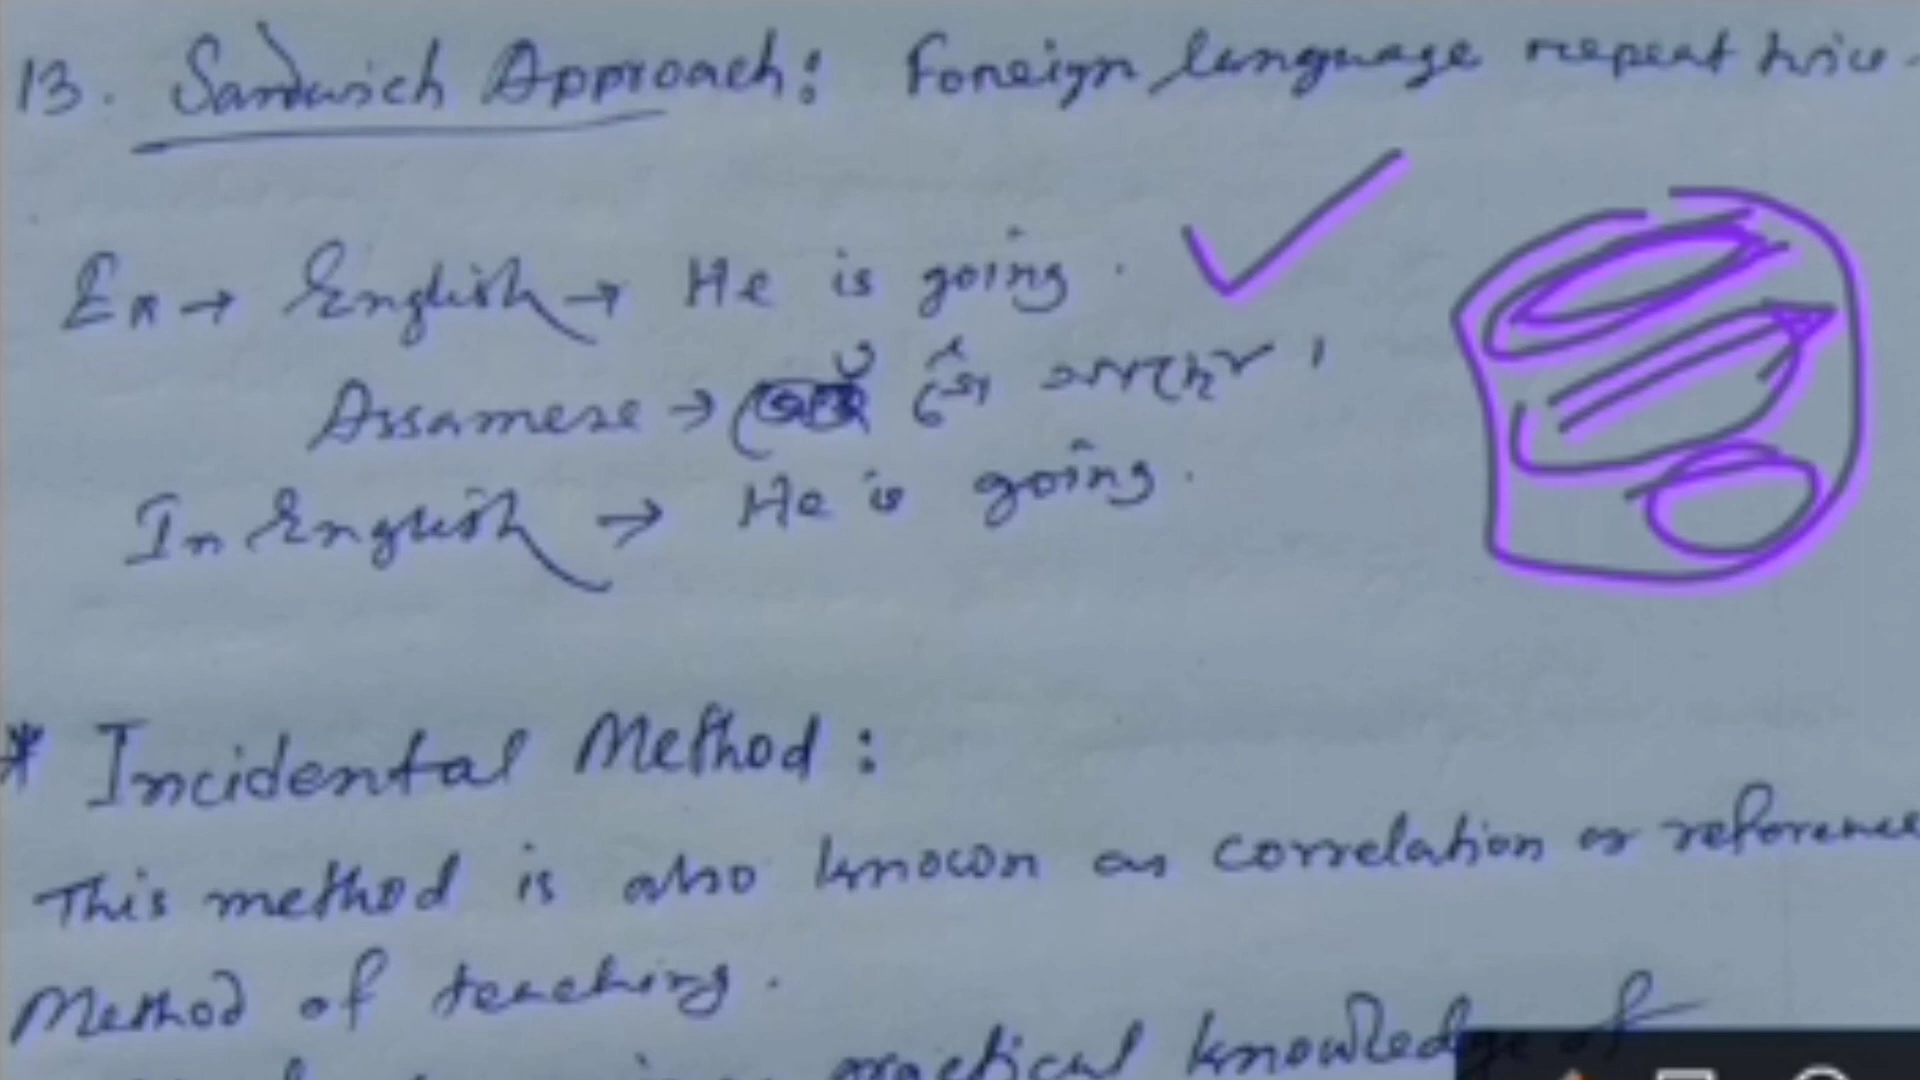 13. Sandwich Approach: Foreign language repeat twice.
Ex → English → He is going.
Assamese →
In English → He is going.
* Incidental Method:
This method is also known as correlation or reference
Method of teaching.
practical knowledge of